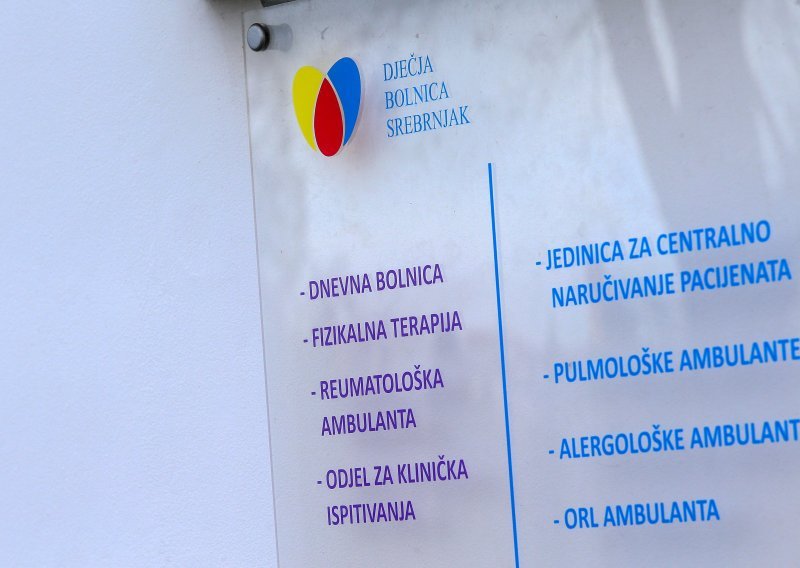 DJEČJA
BOLNICA
SREBRNJAK
- DNEVNA BOLNICA
- FIZIKALNA TERAPIJA
- REUMATOLOŠKA
AMBULANTA
- ODJEL ZA KLINIČKA
ISPITIVANJA
- JEDINICA ZA CENTRALNO
NARUČIVANJE PACIJENATA
- PULMOLOŠKE AMBULANTE
- ALERGOLOŠKE AMBULANT
- ORL AMBULANTA